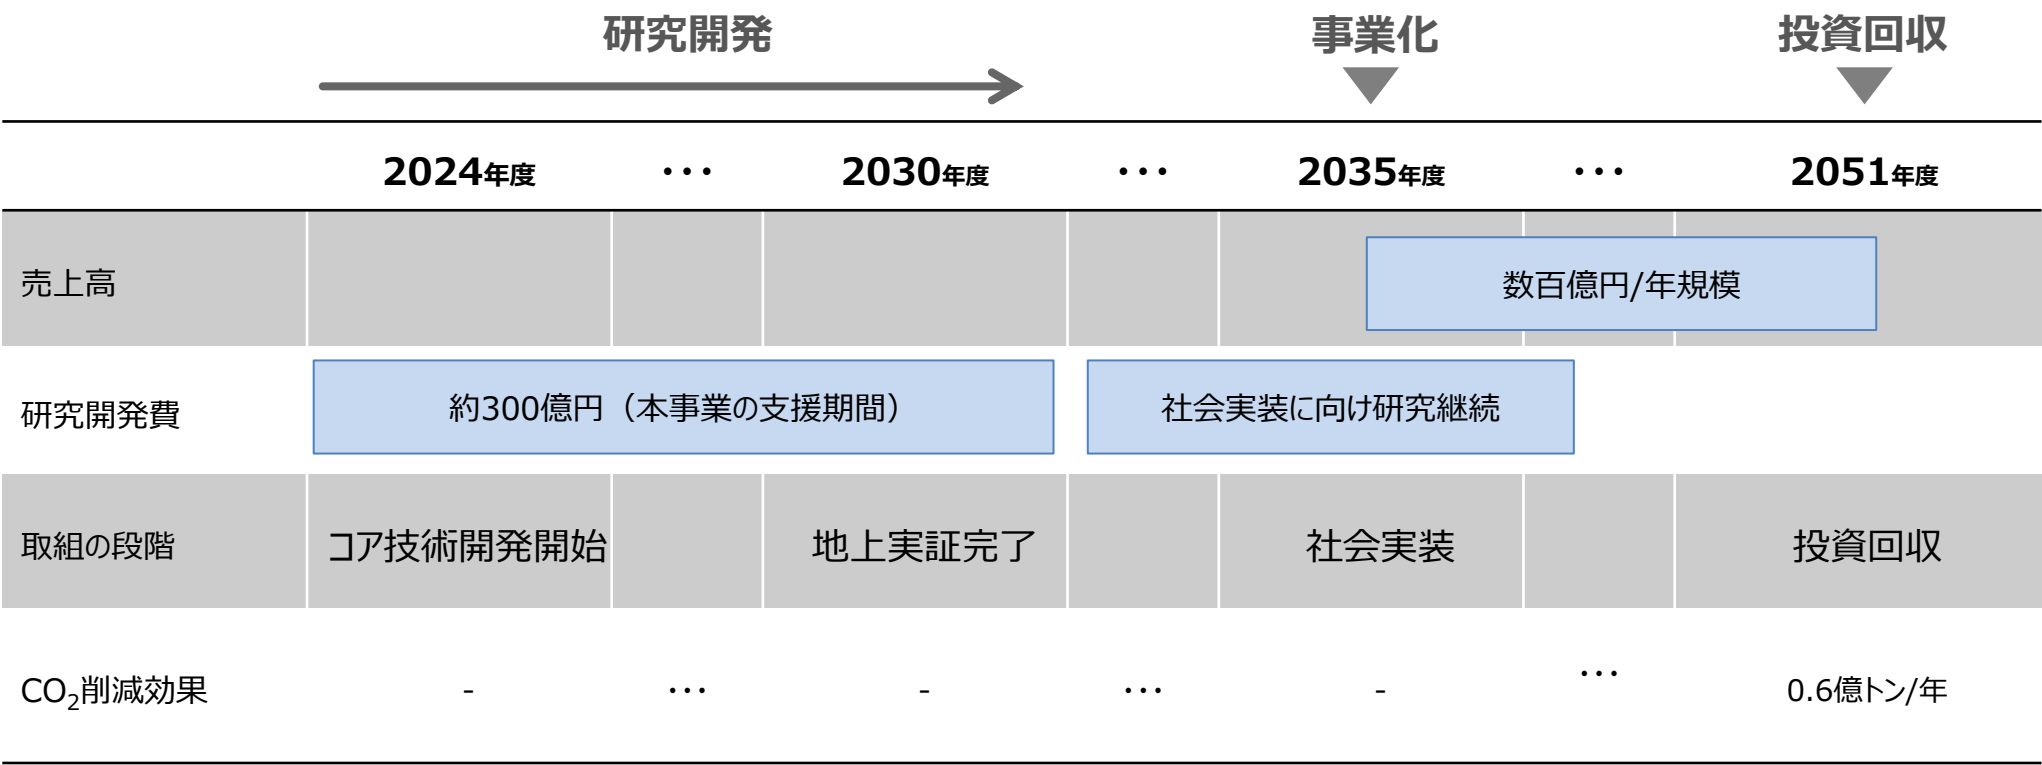 研究開発 事業化 投資回収
2024年度 ・・・ 2030年度 ・・・ 2035年度 ・・・ 2051年度
売上高 数百億円/年規模
研究開発費 約300億円（本事業の支援期間） 社会実装に向け研究継続
取組の段階 コア技術開発開始 地上実証完了 社会実装 投資回収
CO2削減効果 - ・・・ - ・・・ - ・・・ 0.6億トン/年